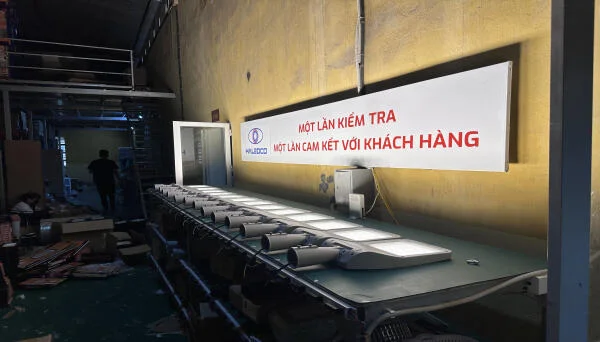 MỘT LẦN KIỂM TRA
HALEDCO
MỘT LẦN CAM KẾT VỚI KHÁCH HÀNG